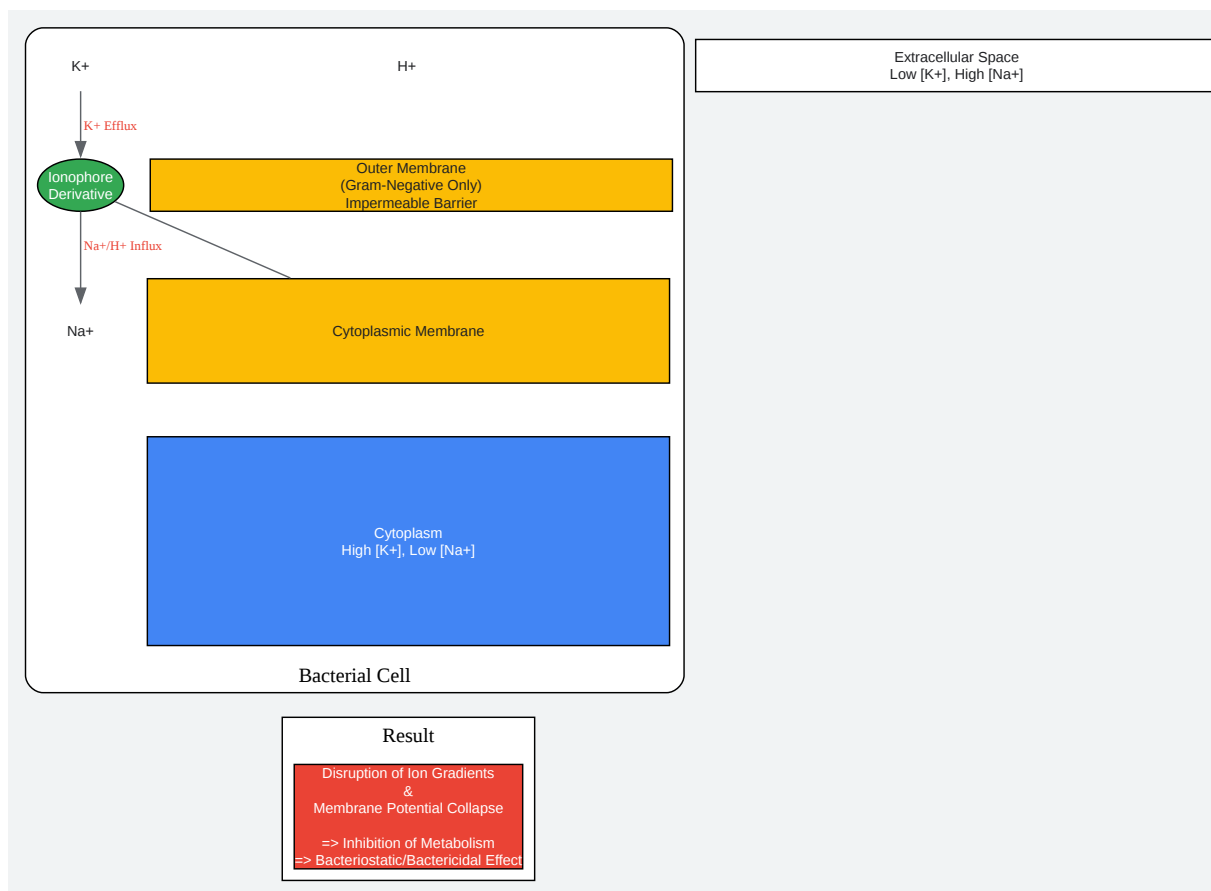 K+
H+
Extracellular Space
Low [K+], High [Na+]
K+ Efflux
Ionophore
Derivative
Outer Membrane
(Gram-Negative Only)
Impermeable Barrier
Na+/H+ Influx
Na+
Cytoplasmic Membrane
Cytoplasm
High [K+], Low [Na+]
Bacterial Cell
Result
Disruption of Ion Gradients
&
Membrane Potential Collapse
=> Inhibition of Metabolism
=> Bacteriostatic/Bactericidal Effect